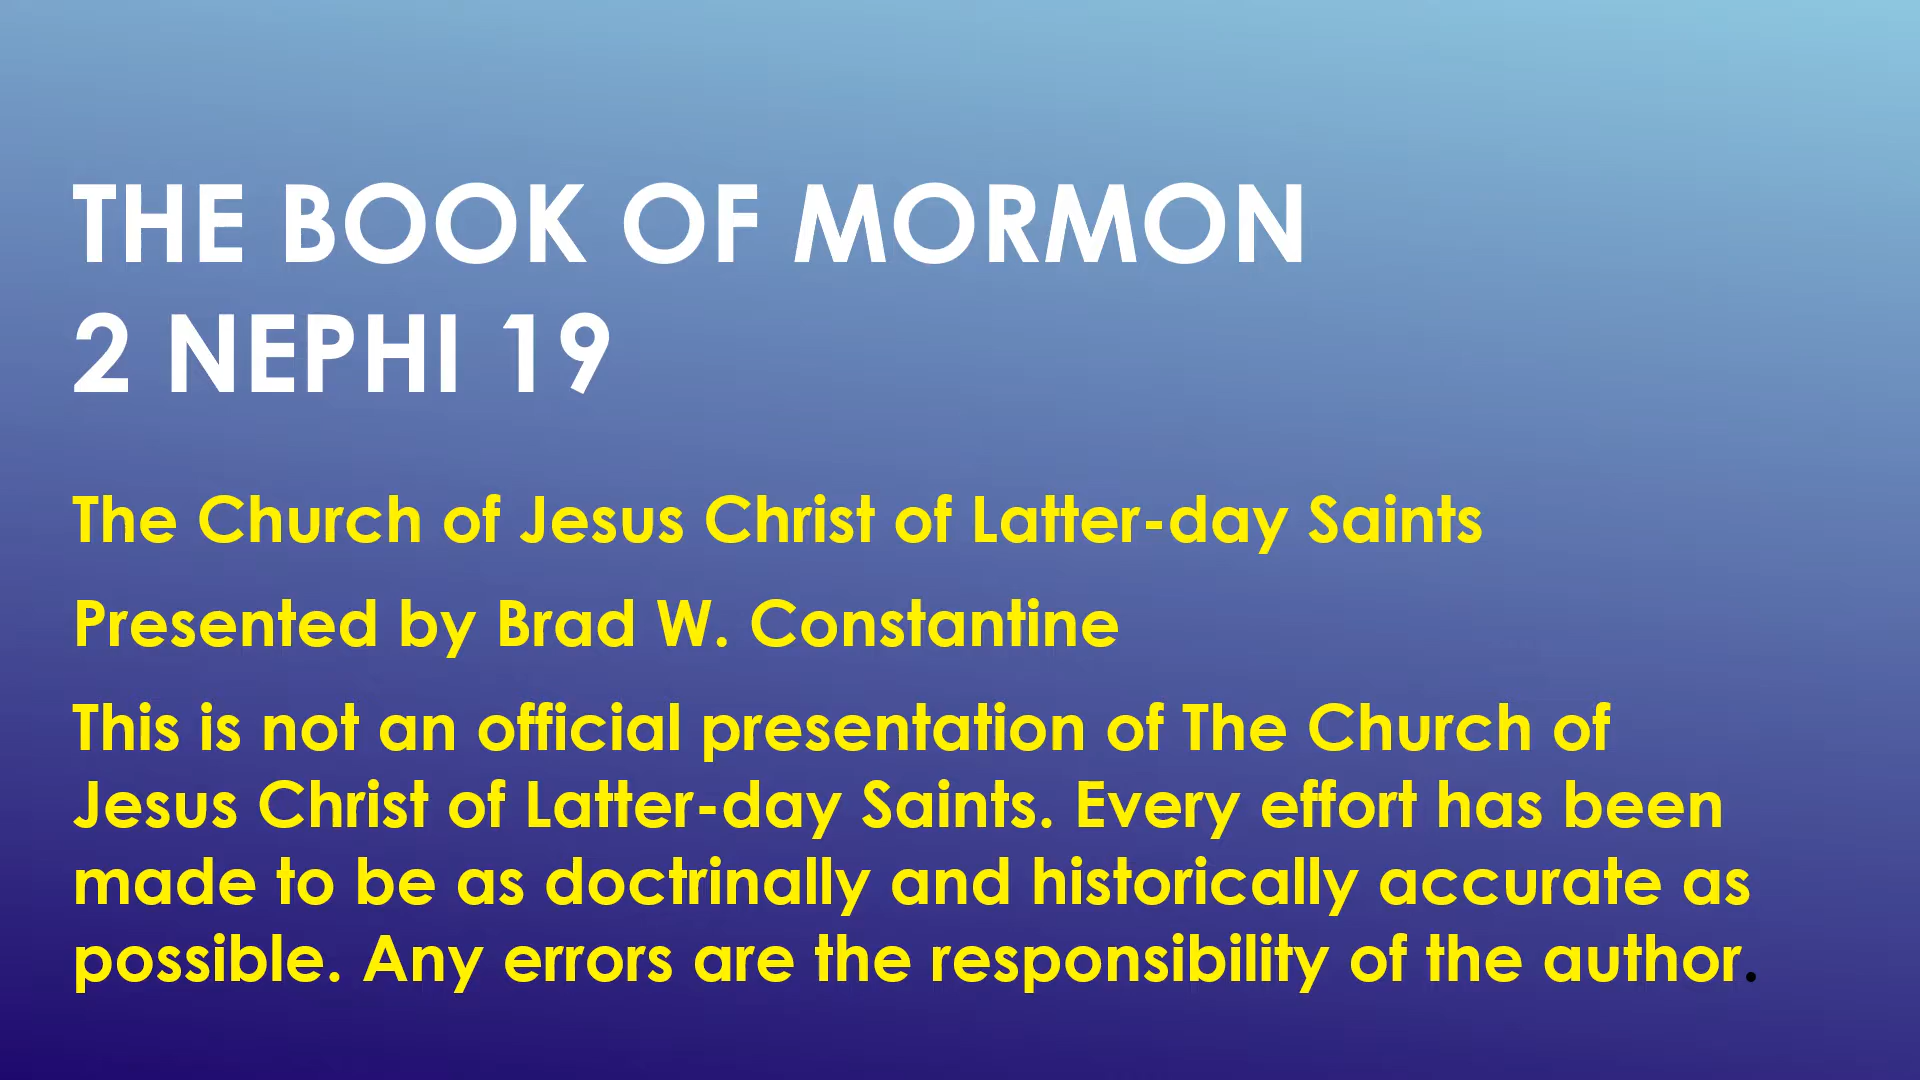 THE BOOK OF MORMON
2 NEPHI 19
The Church of Jesus Christ of Latter-day Saints
Presented by Brad W. Constantine
This is not an official presentation of The Church of
Jesus Christ of Latter-day Saints. Every effort has been
made to be as doctrinally and historically accurate as
possible. Any errors are the responsibility of the author.